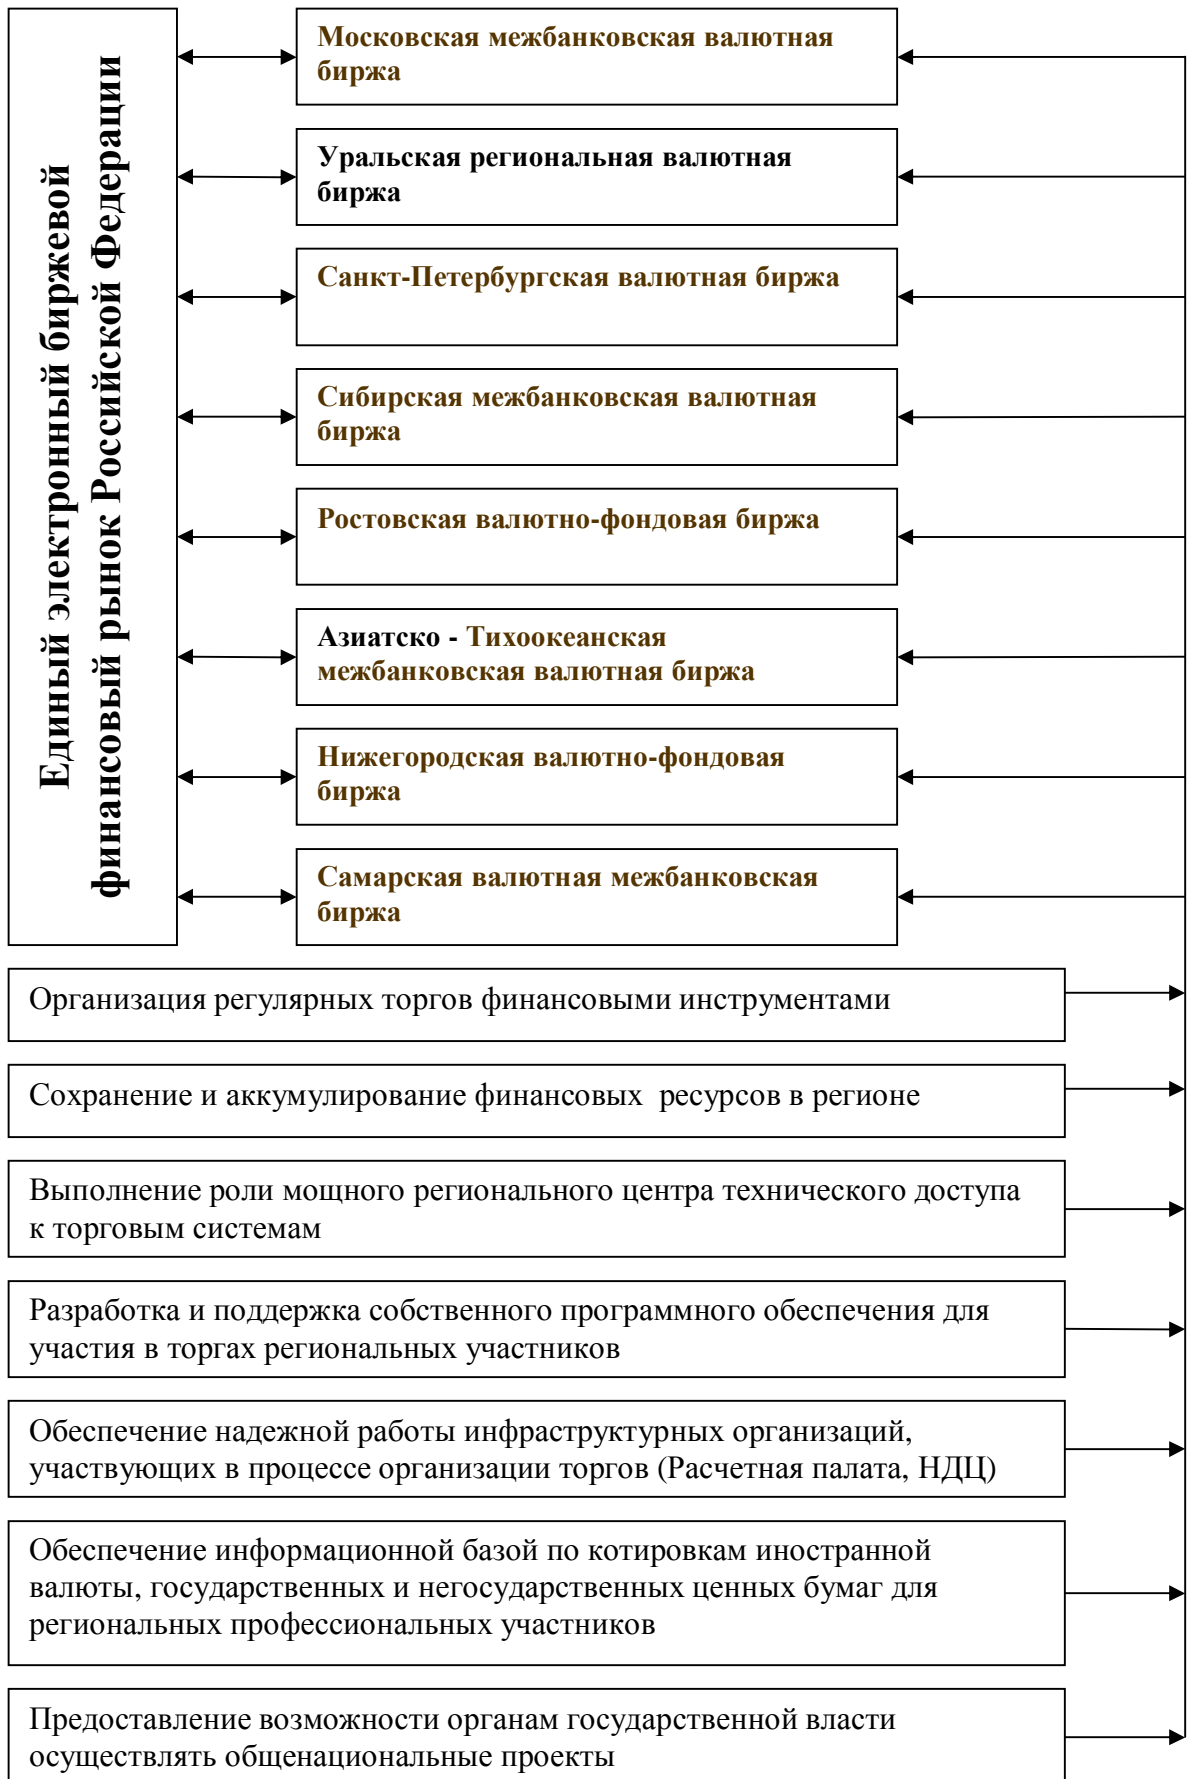 Единый электронный биржевой
финансовый рынок Российской Федерации
Московская межбанковская валютная
биржа
Уральская региональная валютная
биржа
Санкт-Петербургская валютная биржа
Сибирская межбанковская валютная
биржа
Ростовская валютно-фондовая биржа
Азиатско - Тихоокеанская
межбанковская валютная биржа
Нижегородская валютно-фондовая
биржа
Самарская валютная межбанковская
биржа
Организация регулярных торгов финансовыми инструментами
Сохранение и аккумулирование финансовых ресурсов в регионе
Выполнение роли мощного регионального центра технического доступа
к торговым системам
Разработка и поддержка собственного программного обеспечения для
участия в торгах региональных участников
Обеспечение надежной работы инфраструктурных организаций,
участвующих в процессе организации торгов (Расчетная палата, НДЦ)
Обеспечение информационной базой по котировкам иностранной
валюты, государственных и негосударственных ценных бумаг для
региональных профессиональных участников
Предоставление возможности органам государственной власти
осуществлять общенациональные проекты